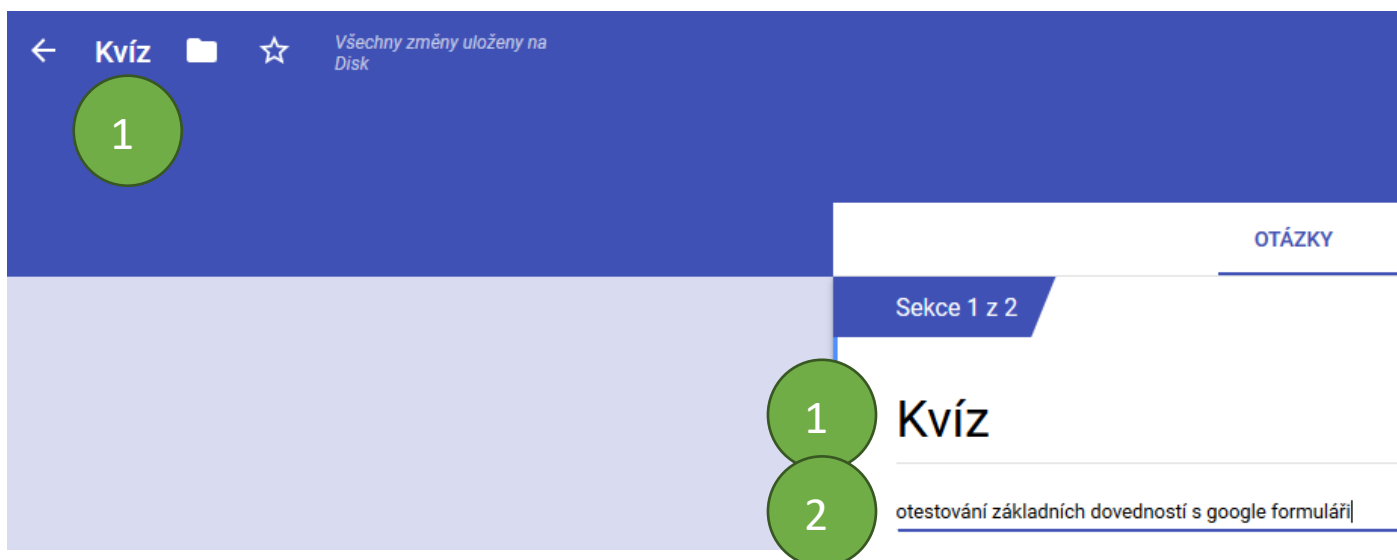 Kvíz
Všechny změny uloženy na
Disk
1
OTÁZKY
Sekce 1 z 2
1
Kvíz
2
otestování základních dovedností s google formuláři